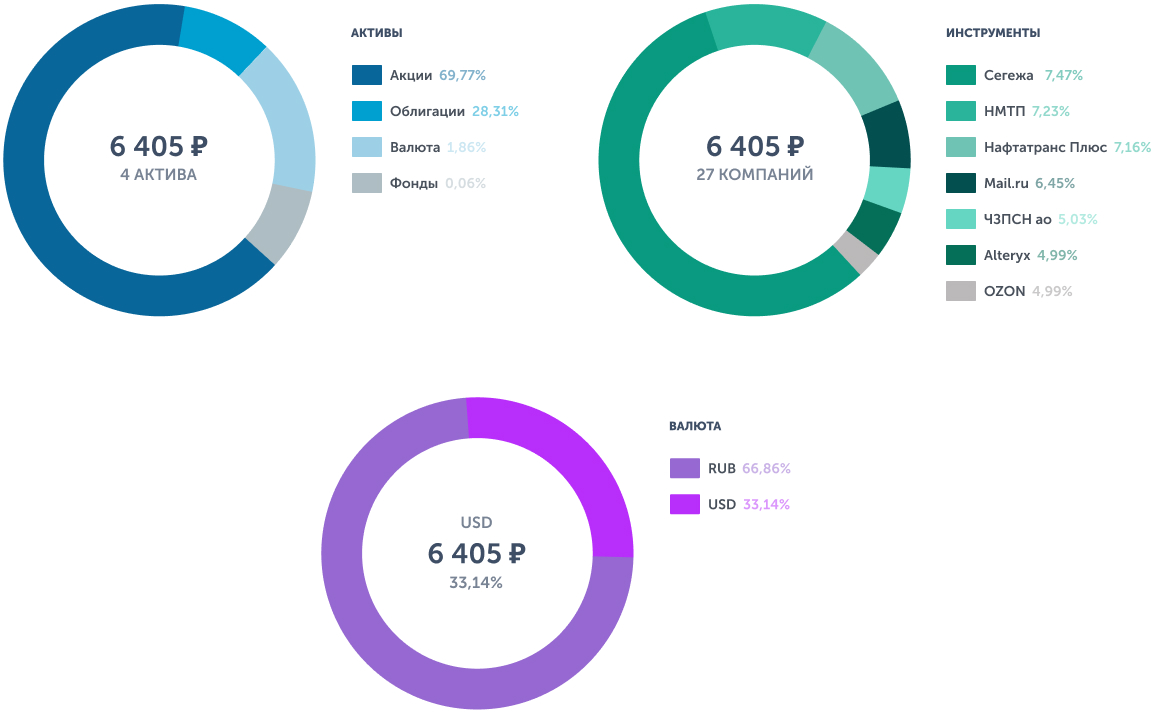 АКТИВЫ
Акции 69,77%
Облигации 28,31%
Валюта 1,86%
Фонды 0,06%
6 405 ₽
4 АКТИВА
ИНСТРУМЕНТЫ
Сегежа 7,47%
НМТП 7,23%
Нафтатранс Плюс 7,16%
Mail.ru 6,45%
ЧЗПСН ао 5,03%
Alteryx 4,99%
OZON 4,99%
6 405 ₽
27 КОМПАНИЙ
ВАЛЮТА
RUB 66,86%
USD 33,14%
USD
6 405 ₽
33,14%